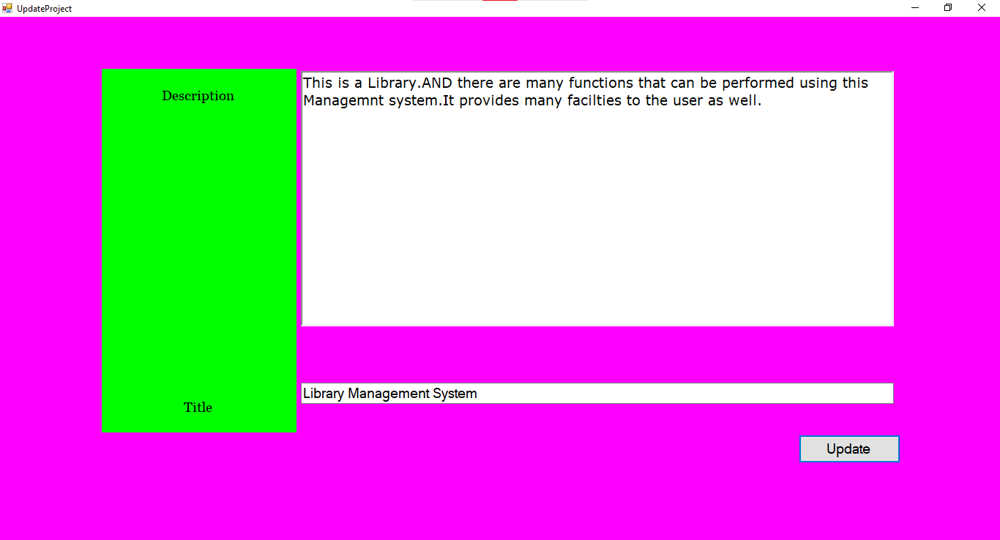 UpdateProject
Description
This is a Library.AND there are many functions that can be performed using this
Managemnt system.It provides many facilties to the user as well.
Title
Library Management System
Update